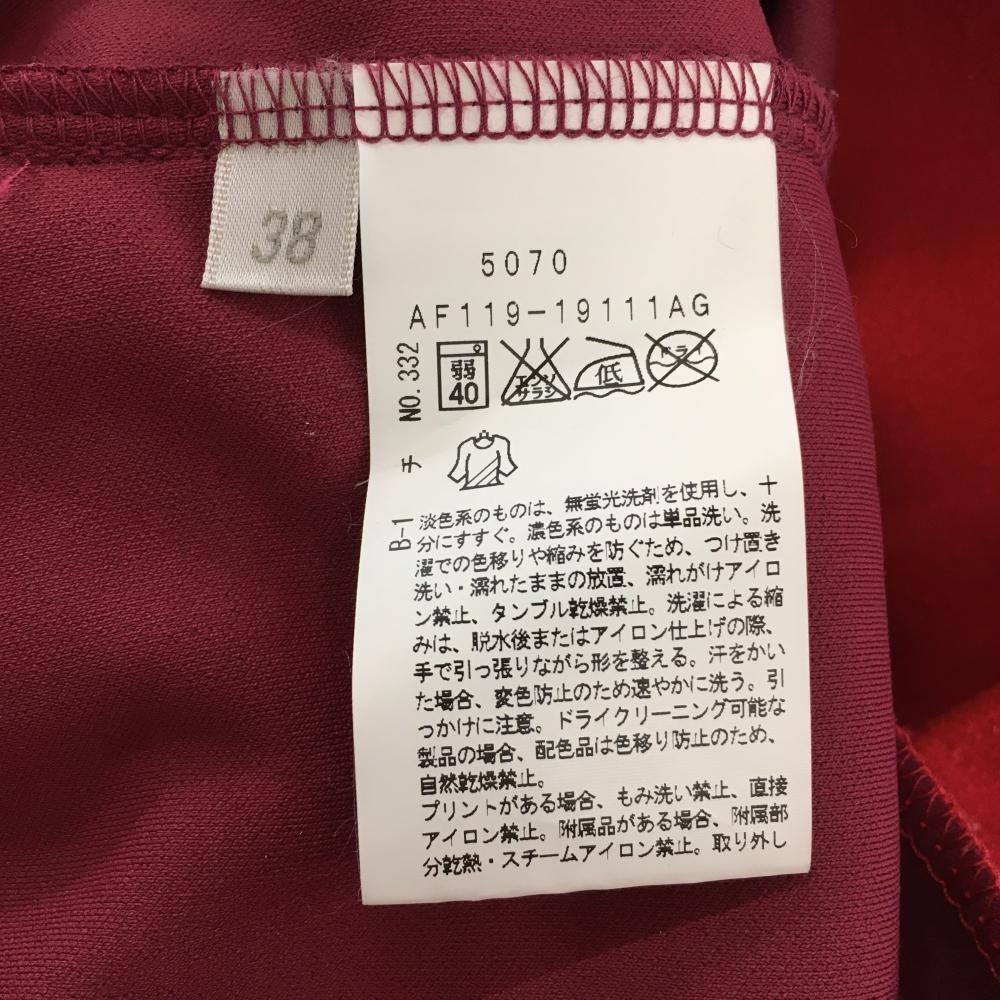 38
5070
AF119-19111AG
NO.332
弱
40
エンソ
サラシ
低
ドライ
チ
B-1
淡色系のものは、無蛍光洗剤を使用し、十
分にすすぐ。濃色系のものは単品洗い。洗
濯での色移りや縮みを防ぐため、つけ置き
洗い・濡れたままの放置、濡れがけアイロ
ン禁止、タンブル乾燥禁止。洗濯による縮
みは、脱水後またはアイロン仕上げの際、
手で引っ張りながら形を整える。汗をかい
た場合、変色防止のため速やかに洗う。引
っかけに注意。ドライクリーニング可能な
製品の場合、配色品は色移り防止のため、
自然乾燥禁止。
プリントがある場合、もみ洗い禁止、直接
アイロン禁止。附属品がある場合、附属部
分乾熱・スチームアイロン禁止。取り外し